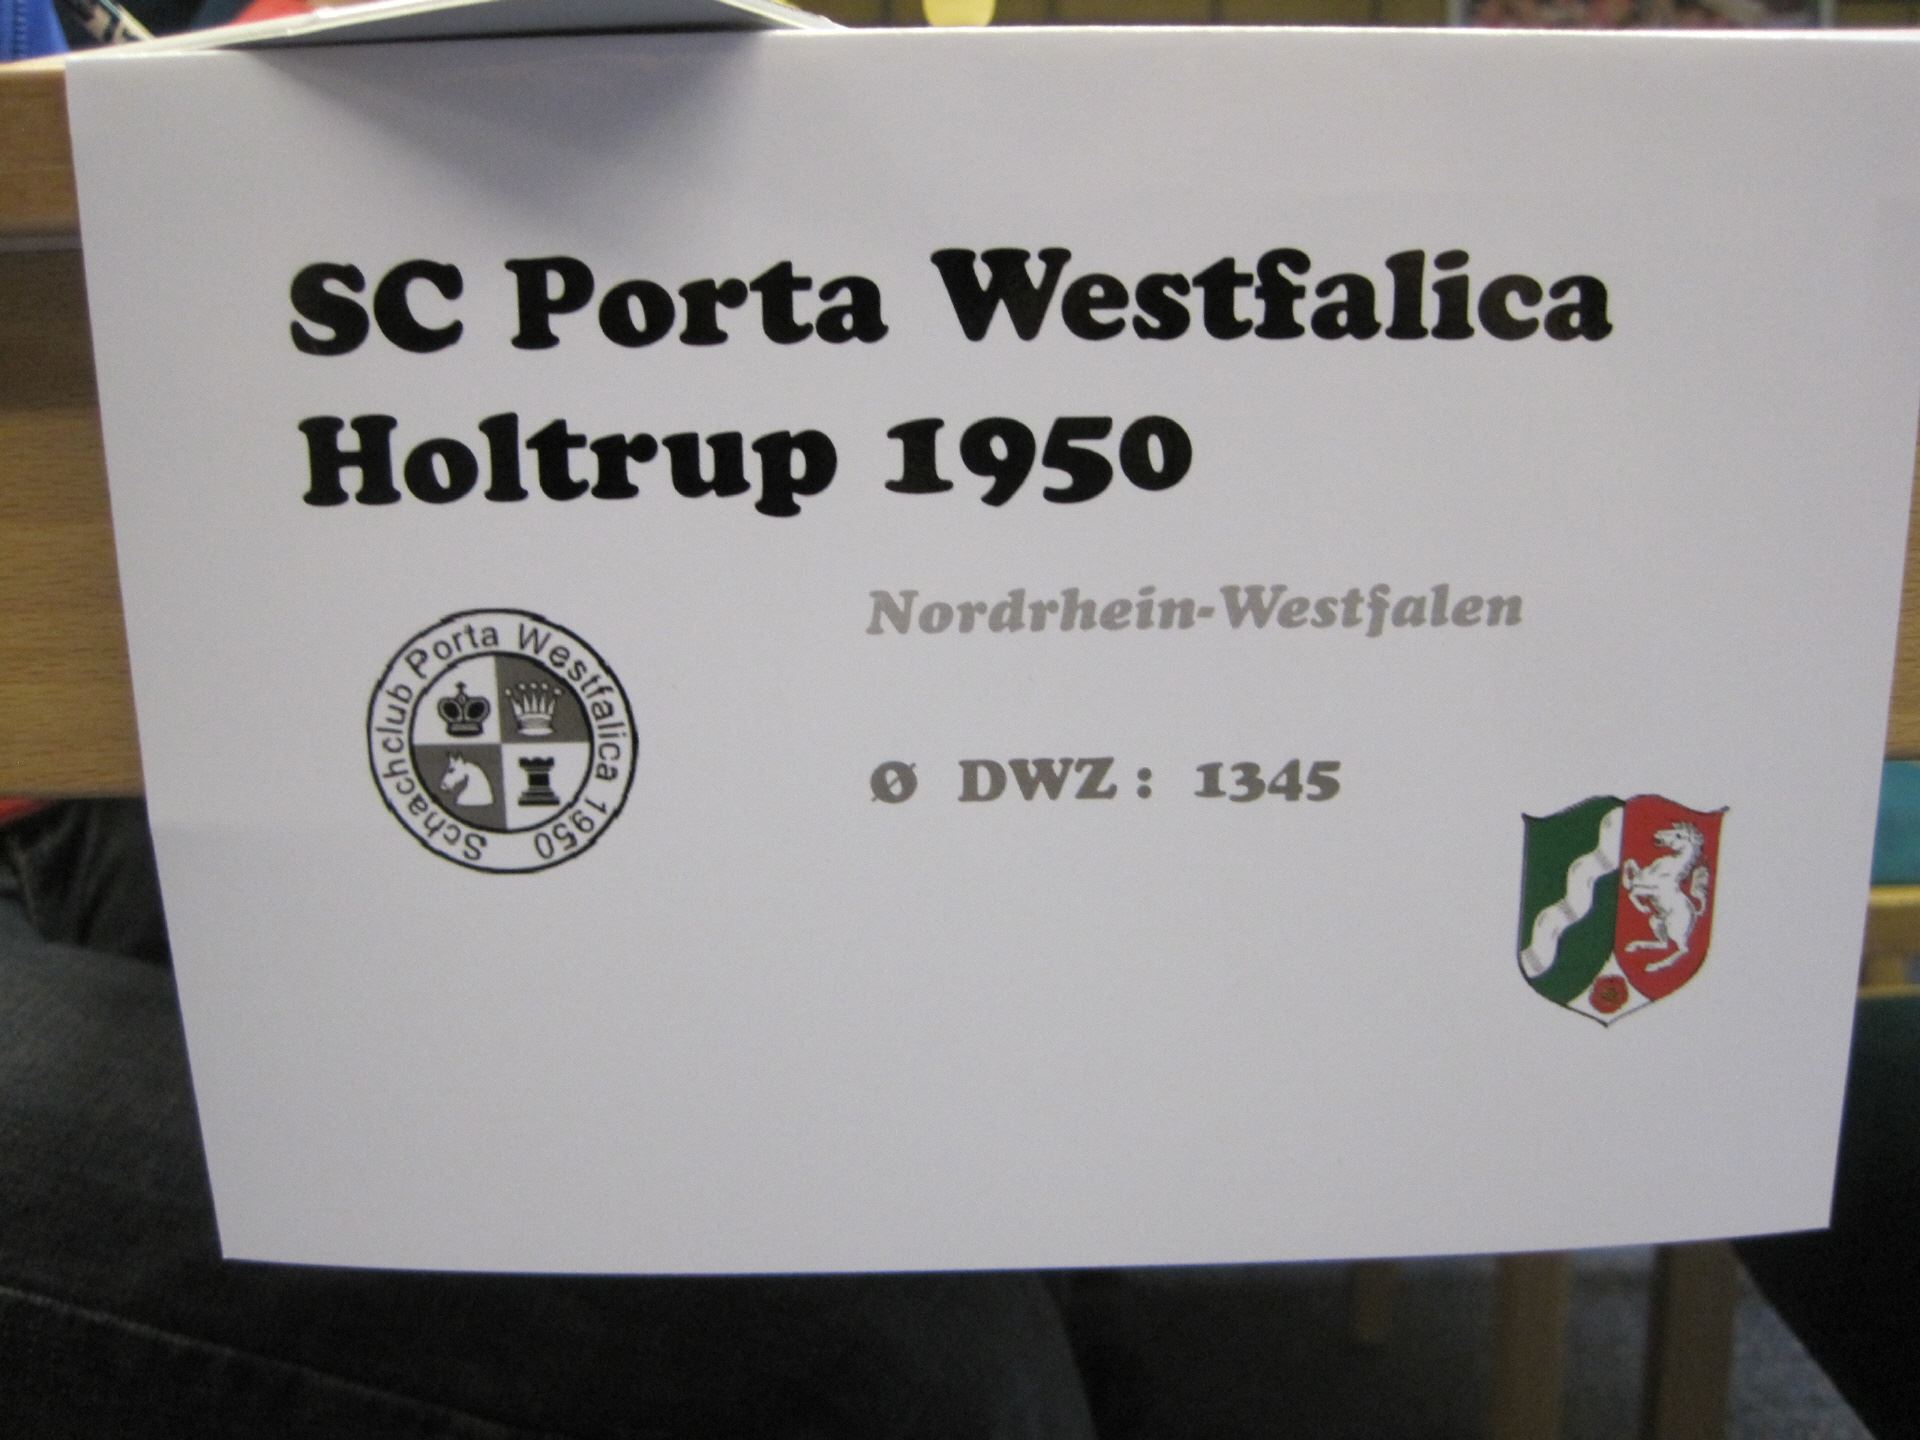 SC Porta Westfalica
Holtrup 1950
Nordrhein-Westfalen
Schachclub Porta Westfalica 1950
Ø DWZ: 1345